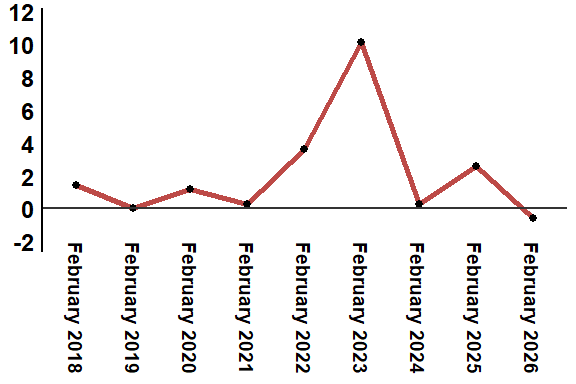 12
10
8
6
4
2
0
-2
February 2018
February 2019
February 2020
February 2021
February 2022
February 2023
February 2024
February 2025
February 2026